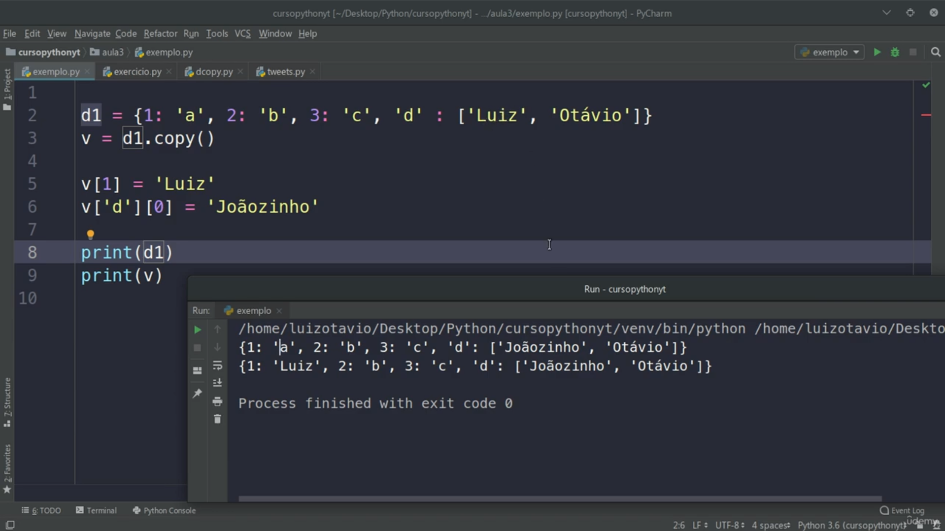 cursopythonyt [~/Desktop/Python/cursopythonyt] - .../aula3/exemplo.py [cursopythonyt] - PyCharm
File Edit View Navigate Code Refactor Run Tools VCS Window Help
cursopythonyt aula3 exemplo.py exemplo
exemplo.py exercicio.py dcopy.py tweets.py
1: Project
1
2 d1 = {1: 'a', 2: 'b', 3: 'c', 'd' : ['Luiz', 'Otávio']}
3 v = d1.copy()
4
5 v[1] = 'Luiz'
6 v['d'][0] = 'Joãozinho'
7
8 print(d1)
9 print(v)
10
Run - cursopythonyt
Run: exemplo
/home/luizotavio/Desktop/Python/cursopythonyt/venv/bin/python /home/luizotavio/Deskto
{1: 'a', 2: 'b', 3: 'c', 'd': ['Joãozinho', 'Otávio']}
{1: 'Luiz', 2: 'b', 3: 'c', 'd': ['Joãozinho', 'Otávio']}
Process finished with exit code 0
7: Structure
2: Favorites
6: TODO Terminal Python Console Event Log
2:6 LF UTF-8 4 spaces Python 3.6 (cursopythonyt)
Udemy